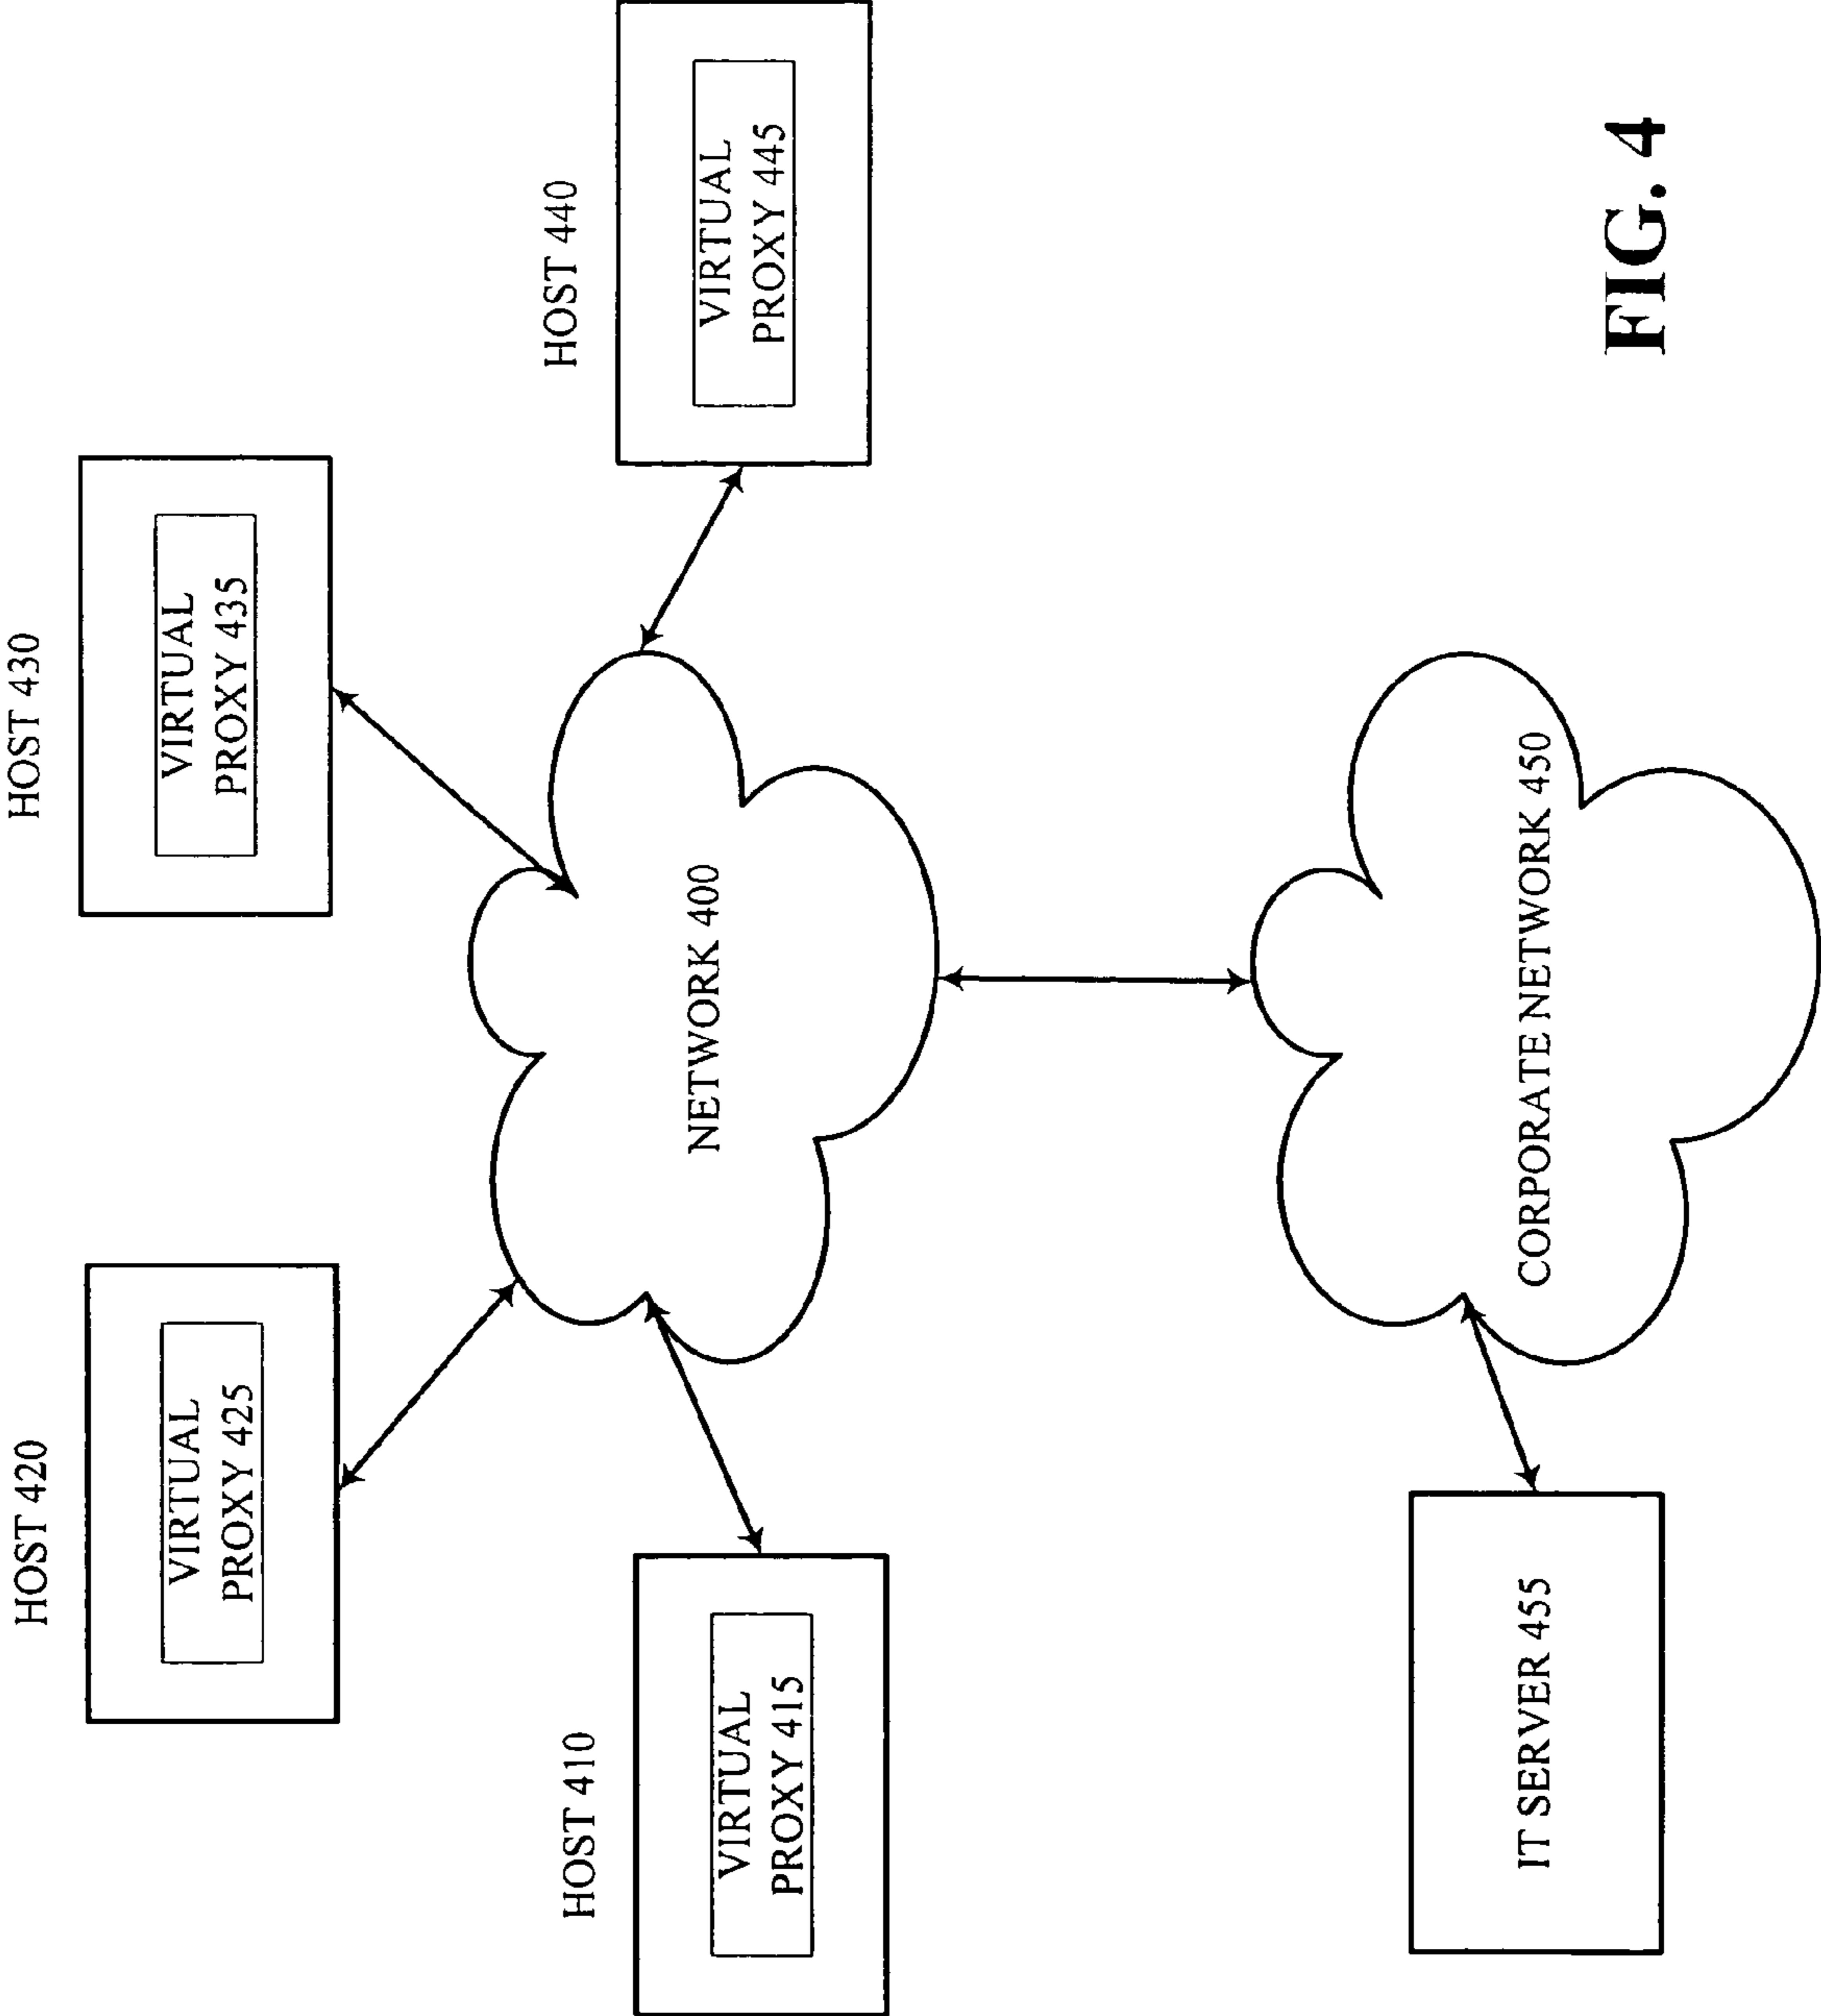 HOST 420
VIRTUAL
PROXY 425
HOST 430
VIRTUAL
PROXY 435
HOST 410
VIRTUAL
PROXY 415
NETWORK 400
HOST 440
VIRTUAL
PROXY 445
IT SERVER 455
CORPORATE NETWORK 450
FIG. 4